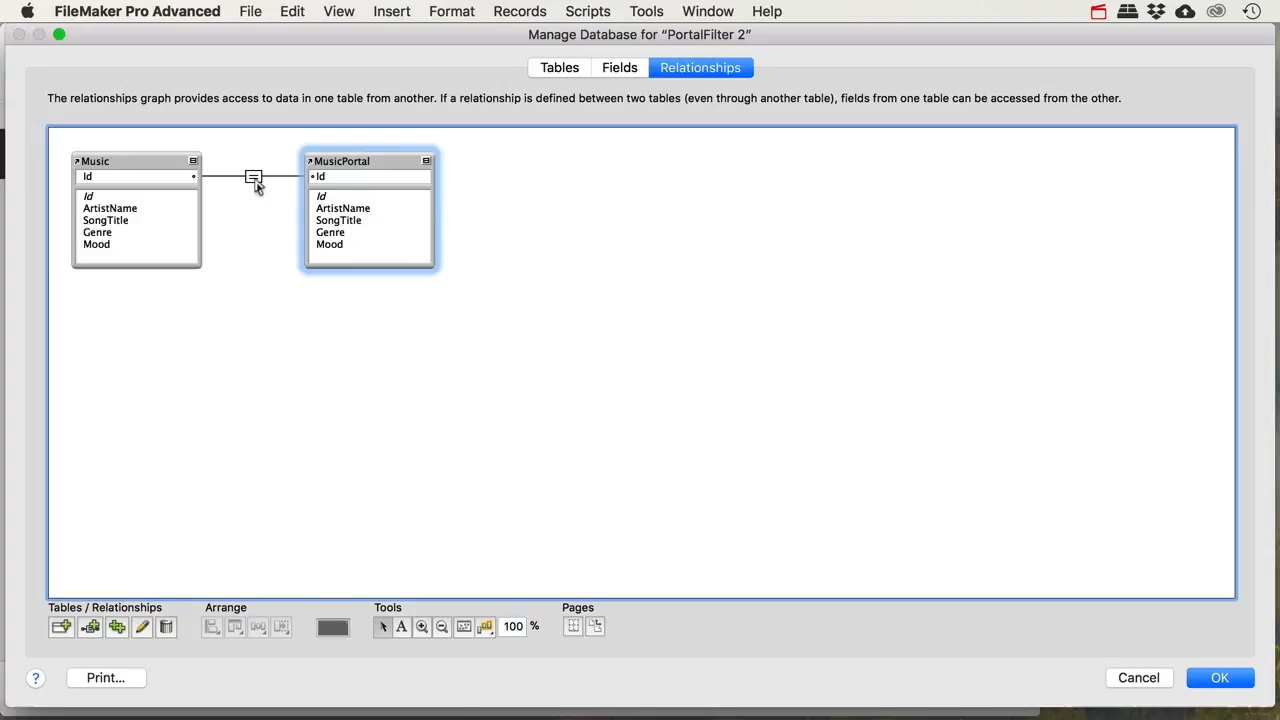 FileMaker Pro Advanced File Edit View Insert Format Records Scripts Tools Window Help
Manage Database for “PortalFilter 2”
Tables Fields Relationships
The relationships graph provides access to data in one table from another. If a relationship is defined between two tables (even through another table), fields from one table can be accessed from the other.
Music
Id
Id
ArtistName
SongTitle
Genre
Mood
MusicPortal
Id
Id
ArtistName
SongTitle
Genre
Mood
Tables / Relationships Arrange Tools Pages
A 100 %
? Print... Cancel OK